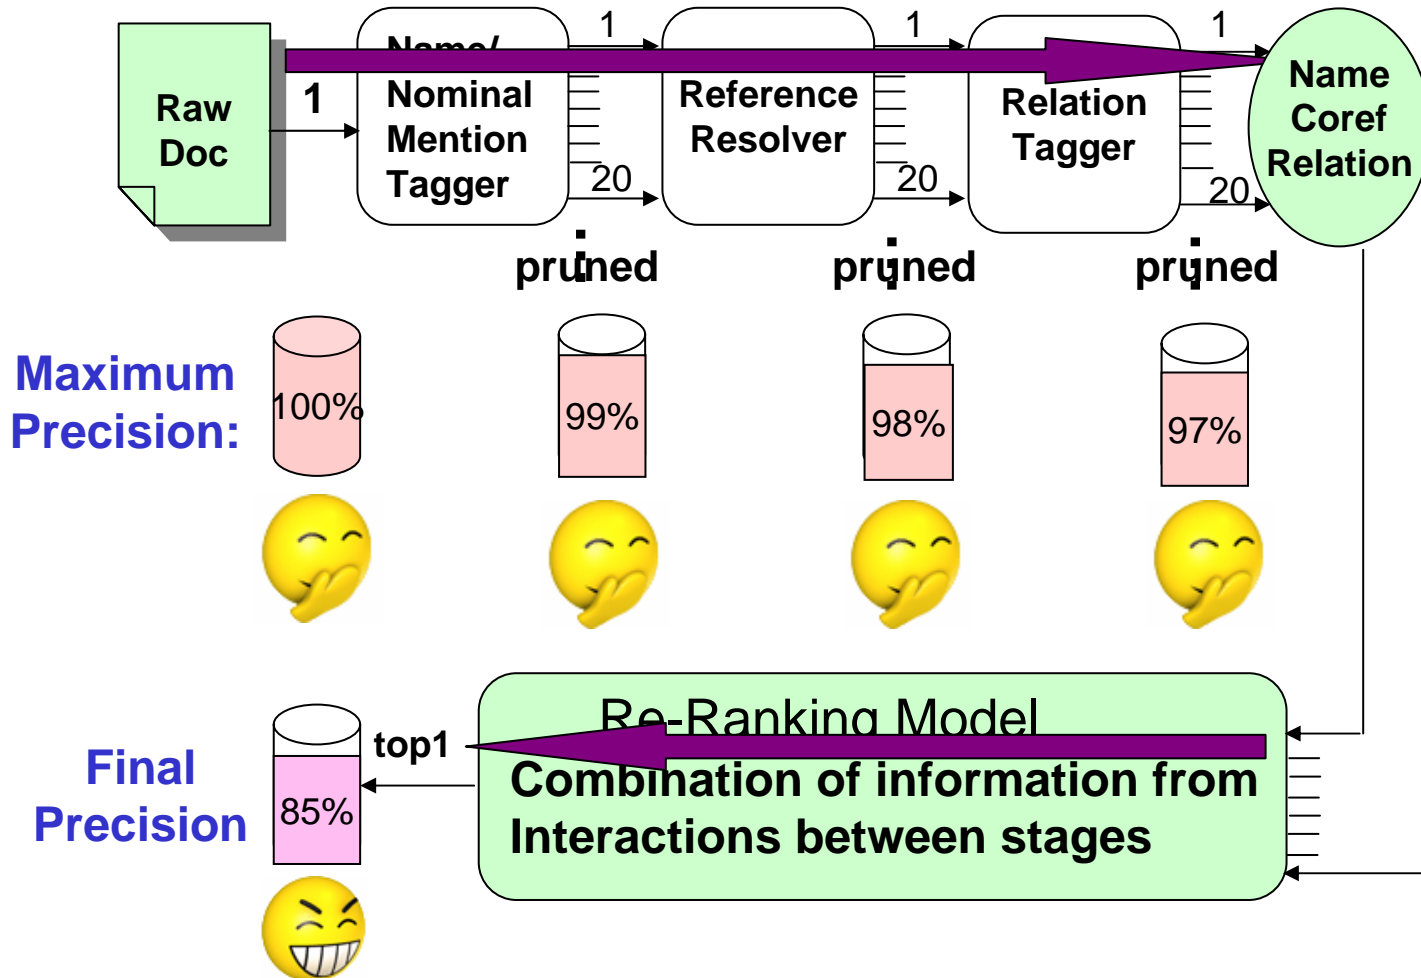 Raw
Doc
1
Name/
Nominal
Mention
Tagger
1
20
Reference
Resolver
1
20
Relation
Tagger
1
20
Name
Coref
Relation
pruned
pruned
pruned
Maximum
Precision:
100%
99%
98%
97%
Final
Precision
85%
top1
Re-Ranking Model
Combination of information from
Interactions between stages